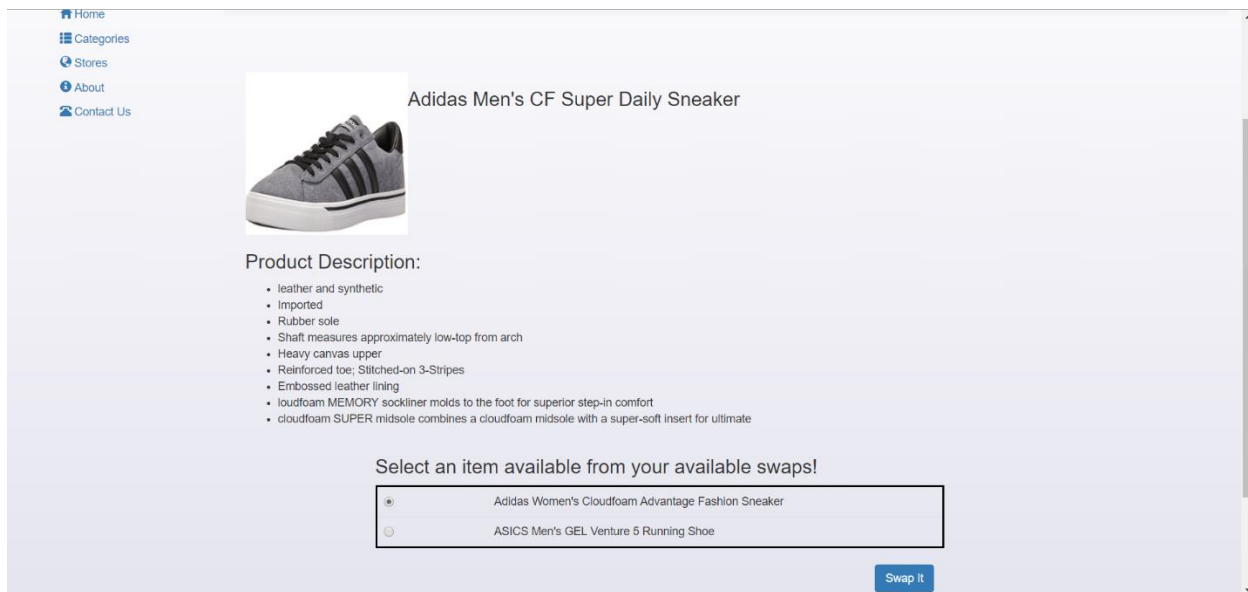 Home
Categories
Stores
About
Contact Us
Adidas Men's CF Super Daily Sneaker
Product Description:
leather and synthetic
Imported
Rubber sole
Shaft measures approximately low-top from arch
Heavy canvas upper
Reinforced toe; Stitched-on 3-Stripes
Embossed leather lining
loudfoam MEMORY sockliner molds to the foot for superior step-in comfort
cloudfoam SUPER midsole combines a cloudfoam midsole with a super-soft insert for ultimate
Select an item available from your available swaps!
Adidas Women's Cloudfoam Advantage Fashion Sneaker
ASICS Men's GEL Venture 5 Running Shoe
Swap It